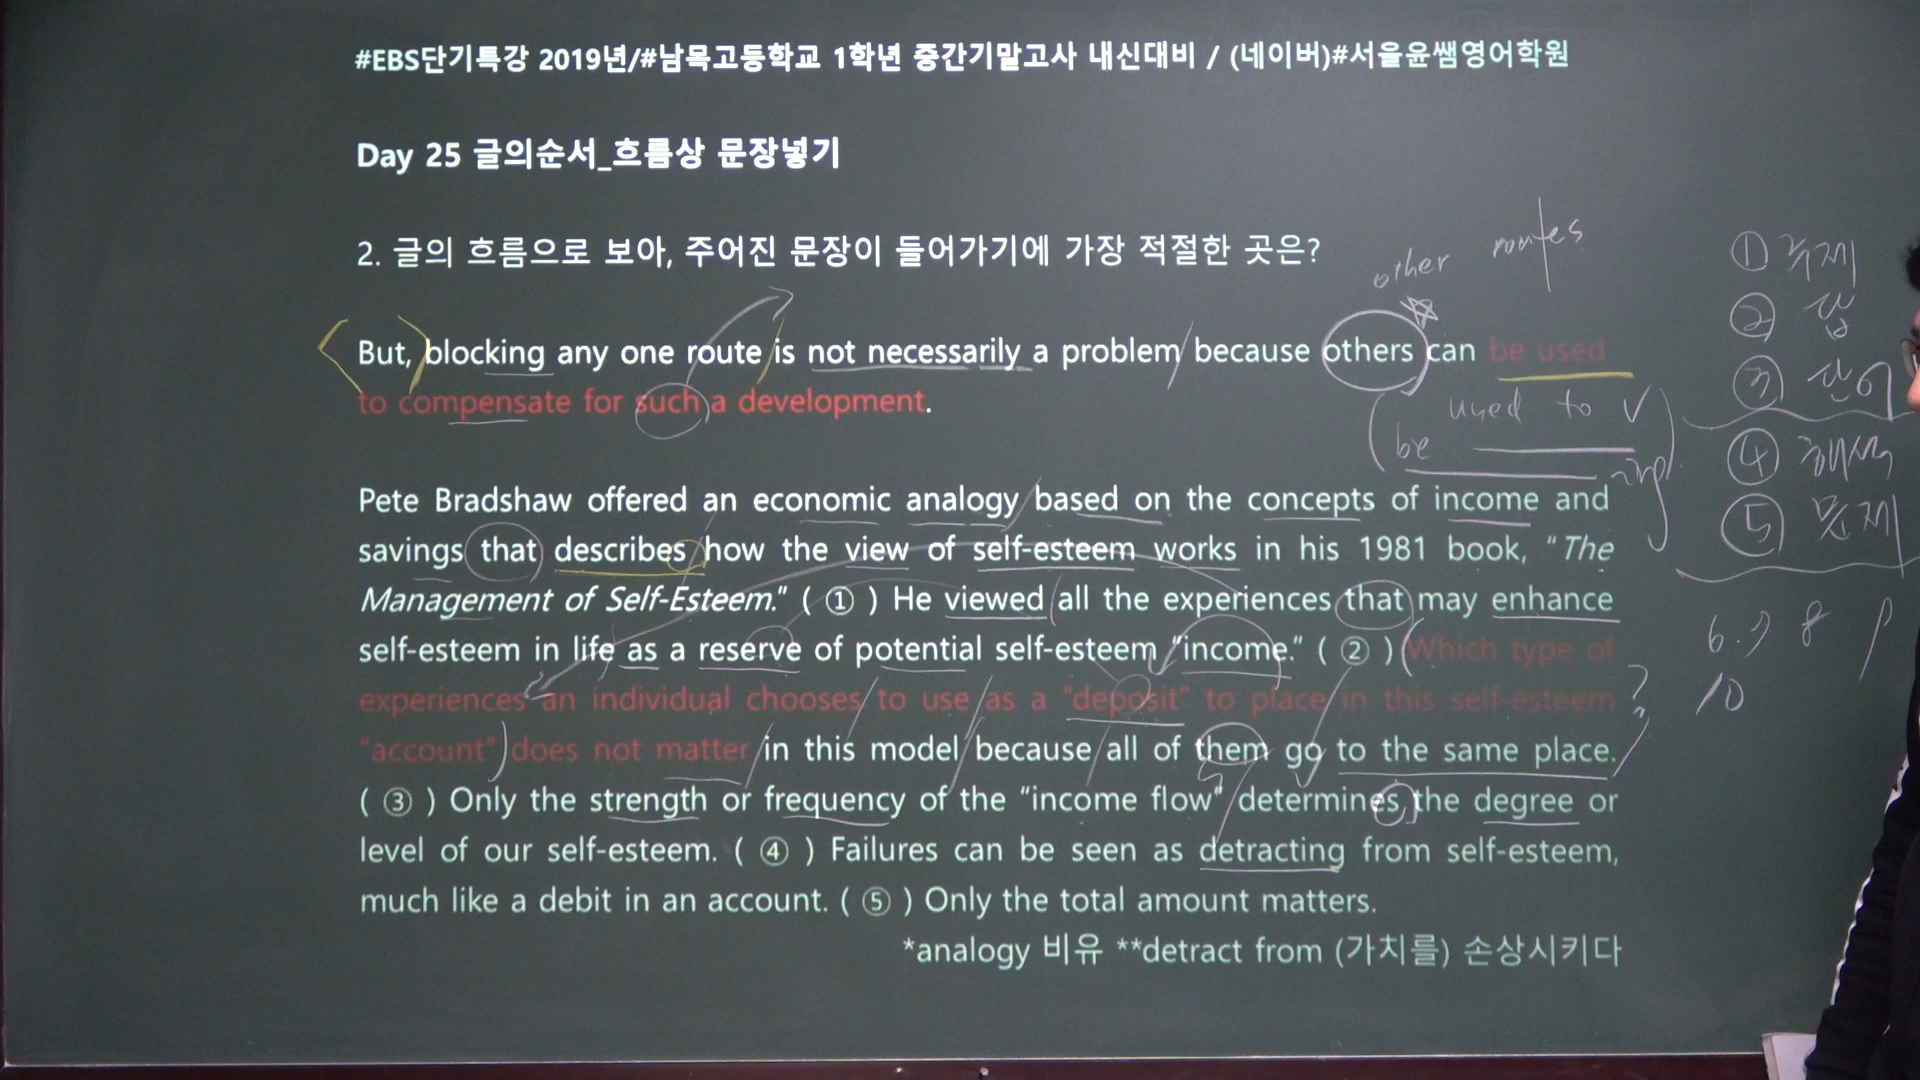 #EBS단기특강 2019년/#남목고등학교 1학년 중간기말고사 내신대비 / (네이버)#서울윤쌤영어학원
Day 25 글의순서_흐름상 문장넣기
2. 글의 흐름으로 보아, 주어진 문장이 들어가기에 가장 적절한 곳은?
other routes
But, blocking any one route is not necessarily a problem because others can be used
to compensate for such a development.
used to V
be
Pete Bradshaw offered an economic analogy based on the concepts of income and
savings that describes how the view of self-esteem works in his 1981 book, “The
Management of Self-Esteem.” ( ① ) He viewed all the experiences that may enhance
self-esteem in life as a reserve of potential self-esteem “income.” ( ② ) Which type of
experiences an individual chooses to use as a “deposit” to place in this self-esteem
“account” does not matter in this model because all of them go to the same place.
( ③ ) Only the strength or frequency of the “income flow” determines the degree or
level of our self-esteem. ( ④ ) Failures can be seen as detracting from self-esteem,
much like a debit in an account. ( ⑤ ) Only the total amount matters.
*analogy 비유 **detract from (가치를) 손상시키다
① 주제
② 답
③ 단어
④ 해석
⑤ 문제
10